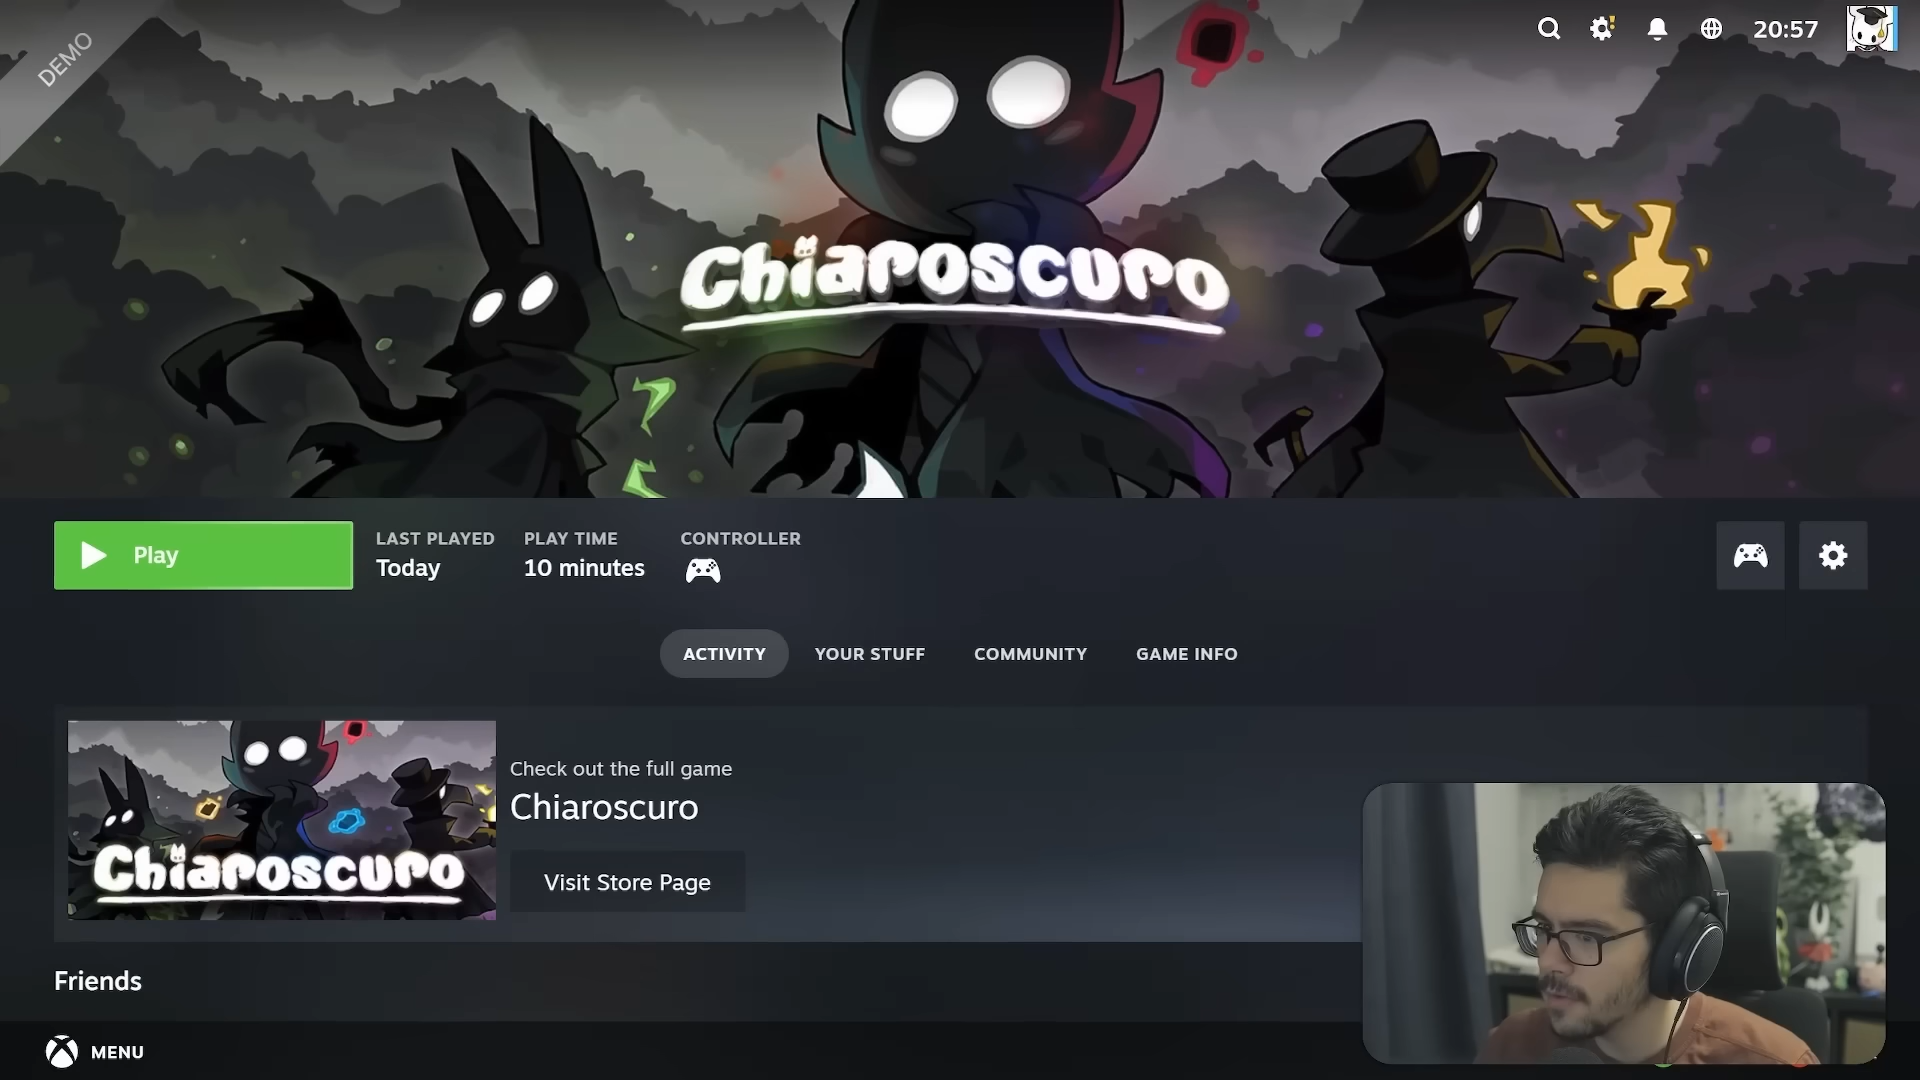 DEMO
20:57
Chiaroscuro
Play
LAST PLAYED
Today
PLAY TIME
10 minutes
CONTROLLER
ACTIVITY
YOUR STUFF
COMMUNITY
GAME INFO
Chiaroscuro
Check out the full game
Chiaroscuro
Visit Store Page
Friends
MENU